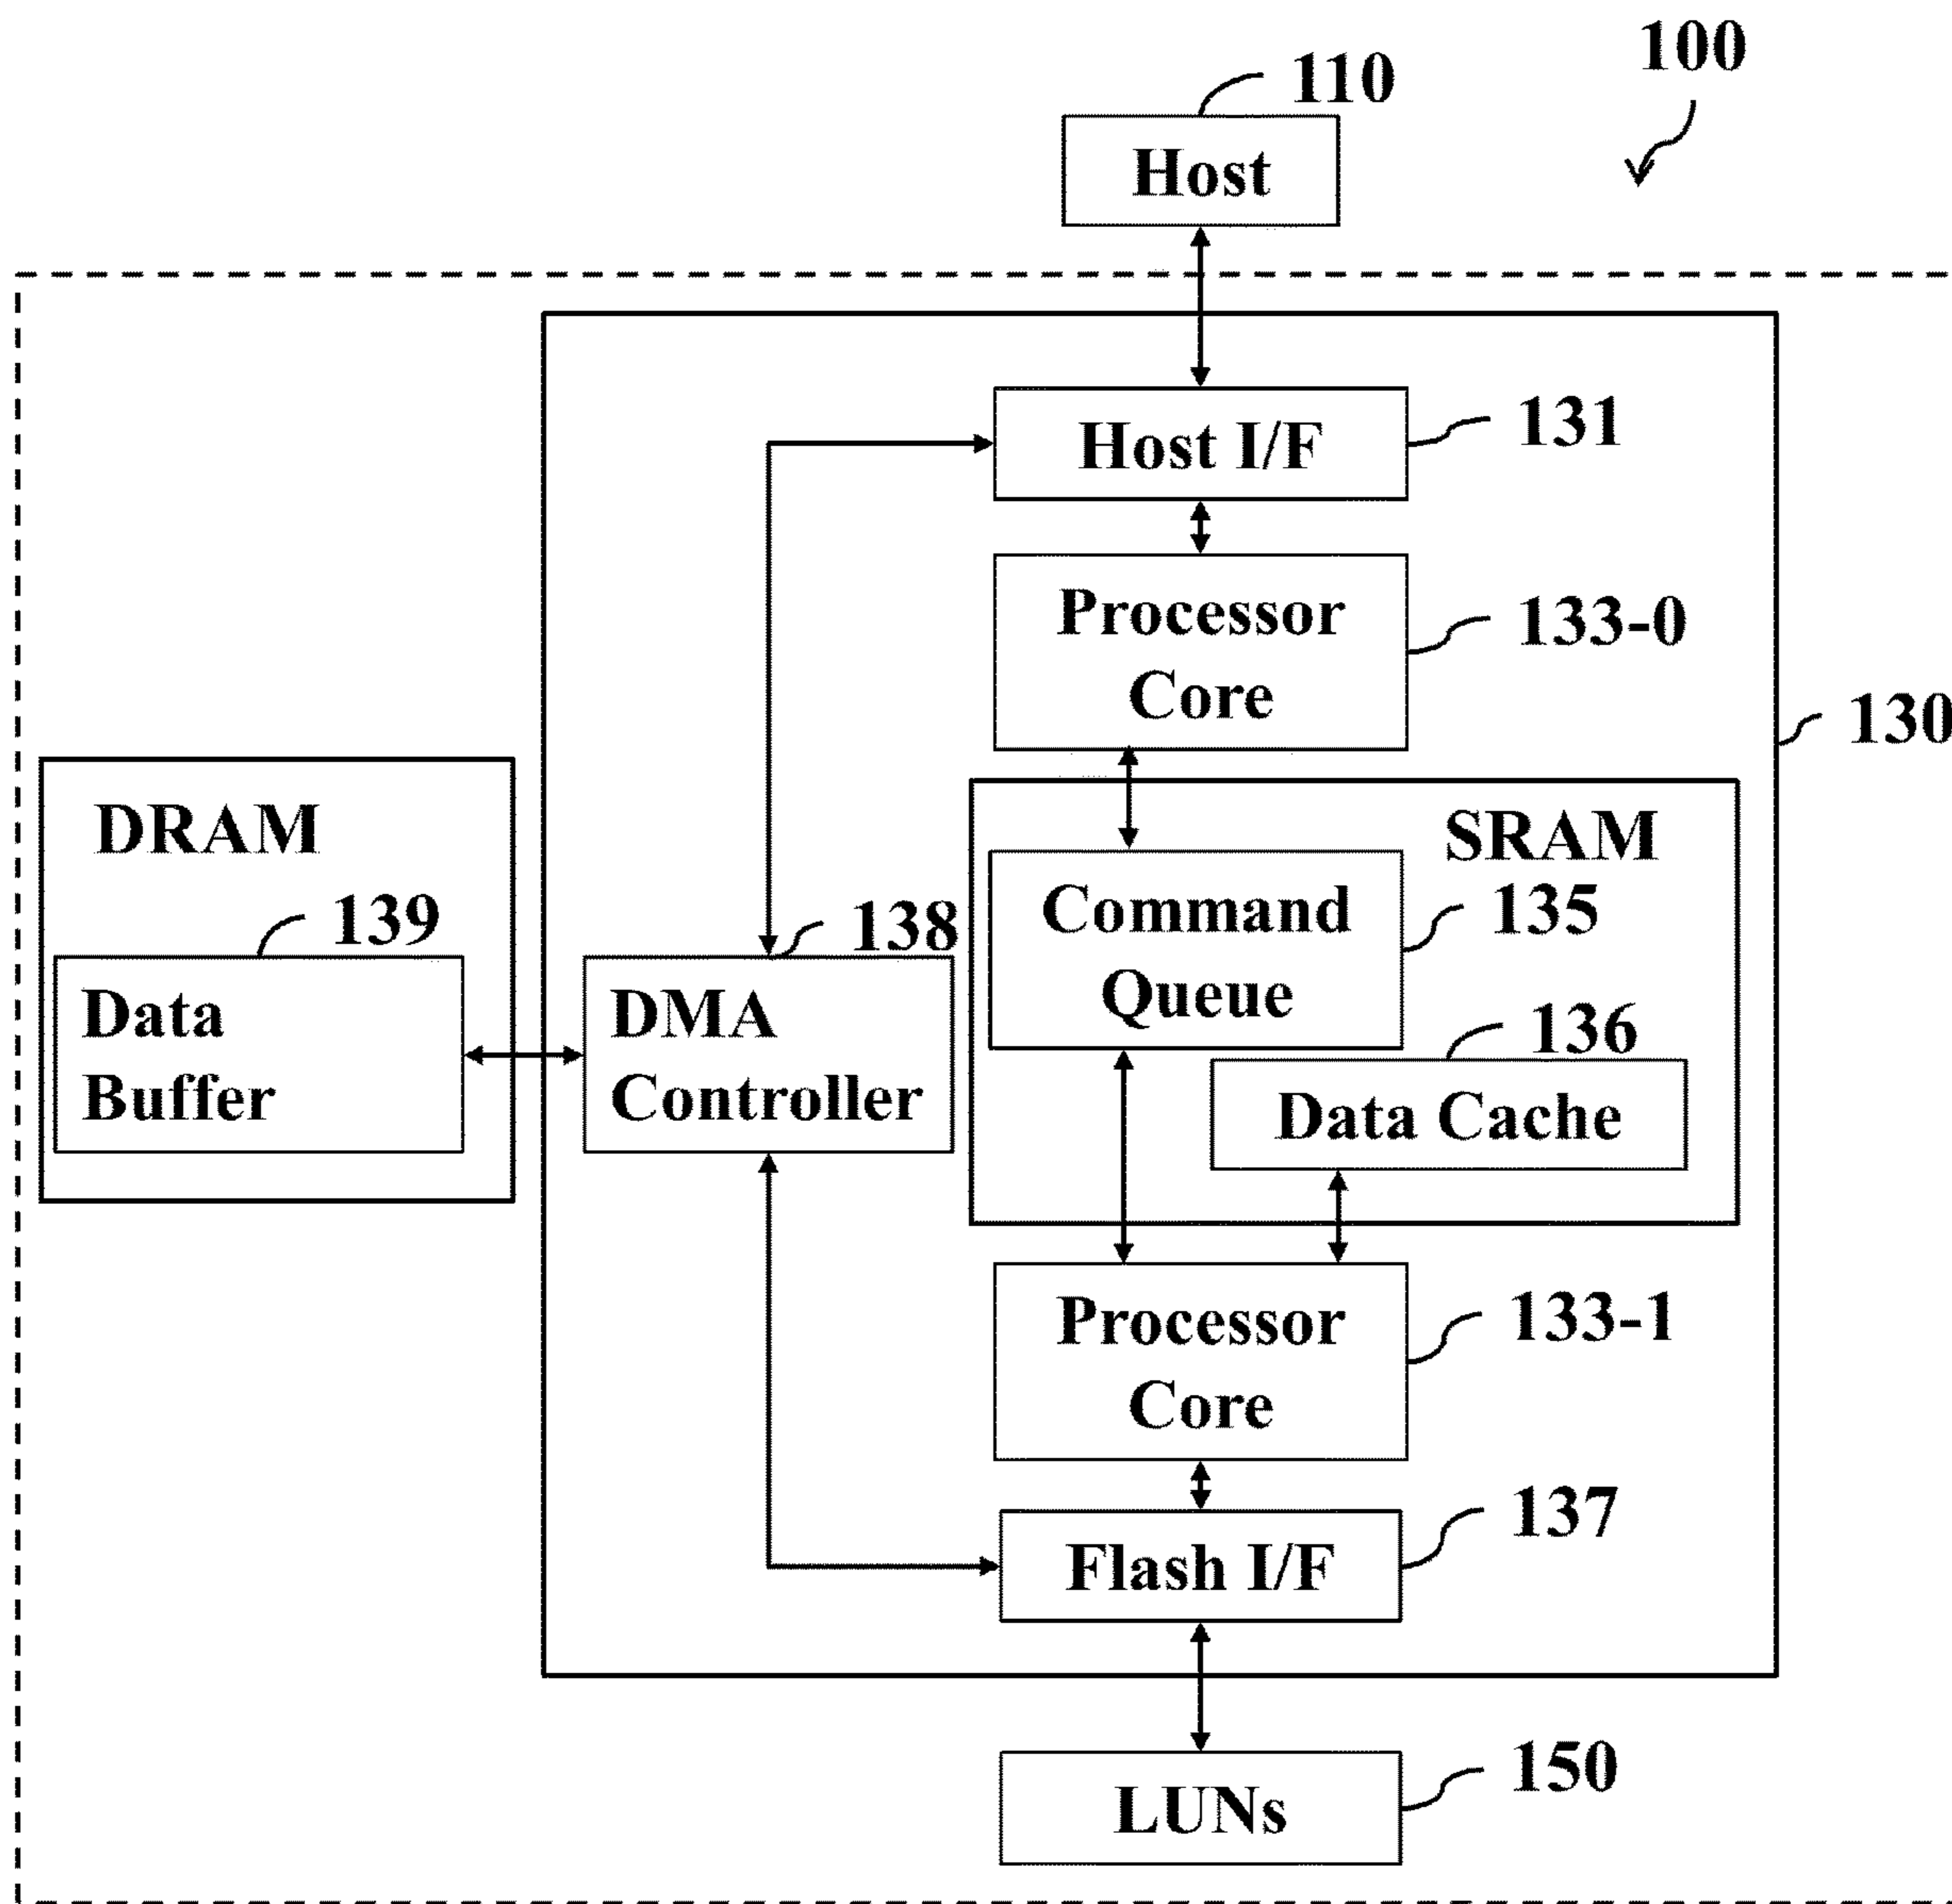 100
110
Host
Host I/F
131
Processor
Core
133-0
130
DRAM
SRAM
139
138
Command
Queue
135
Data
Buffer
DMA
Controller
136
Data Cache
Processor
Core
133-1
Flash I/F
137
LUNs
150